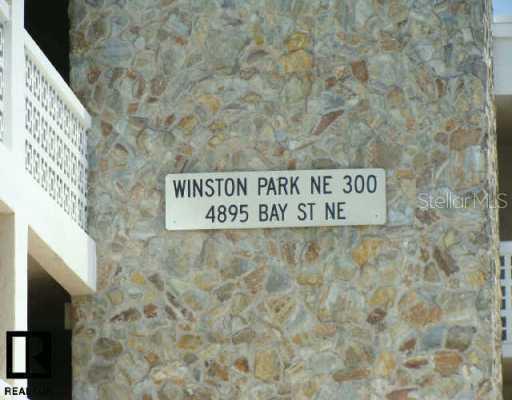 WINSTON PARK NE 300
4895 BAY ST NE
StellarMLS
R
REALTOR